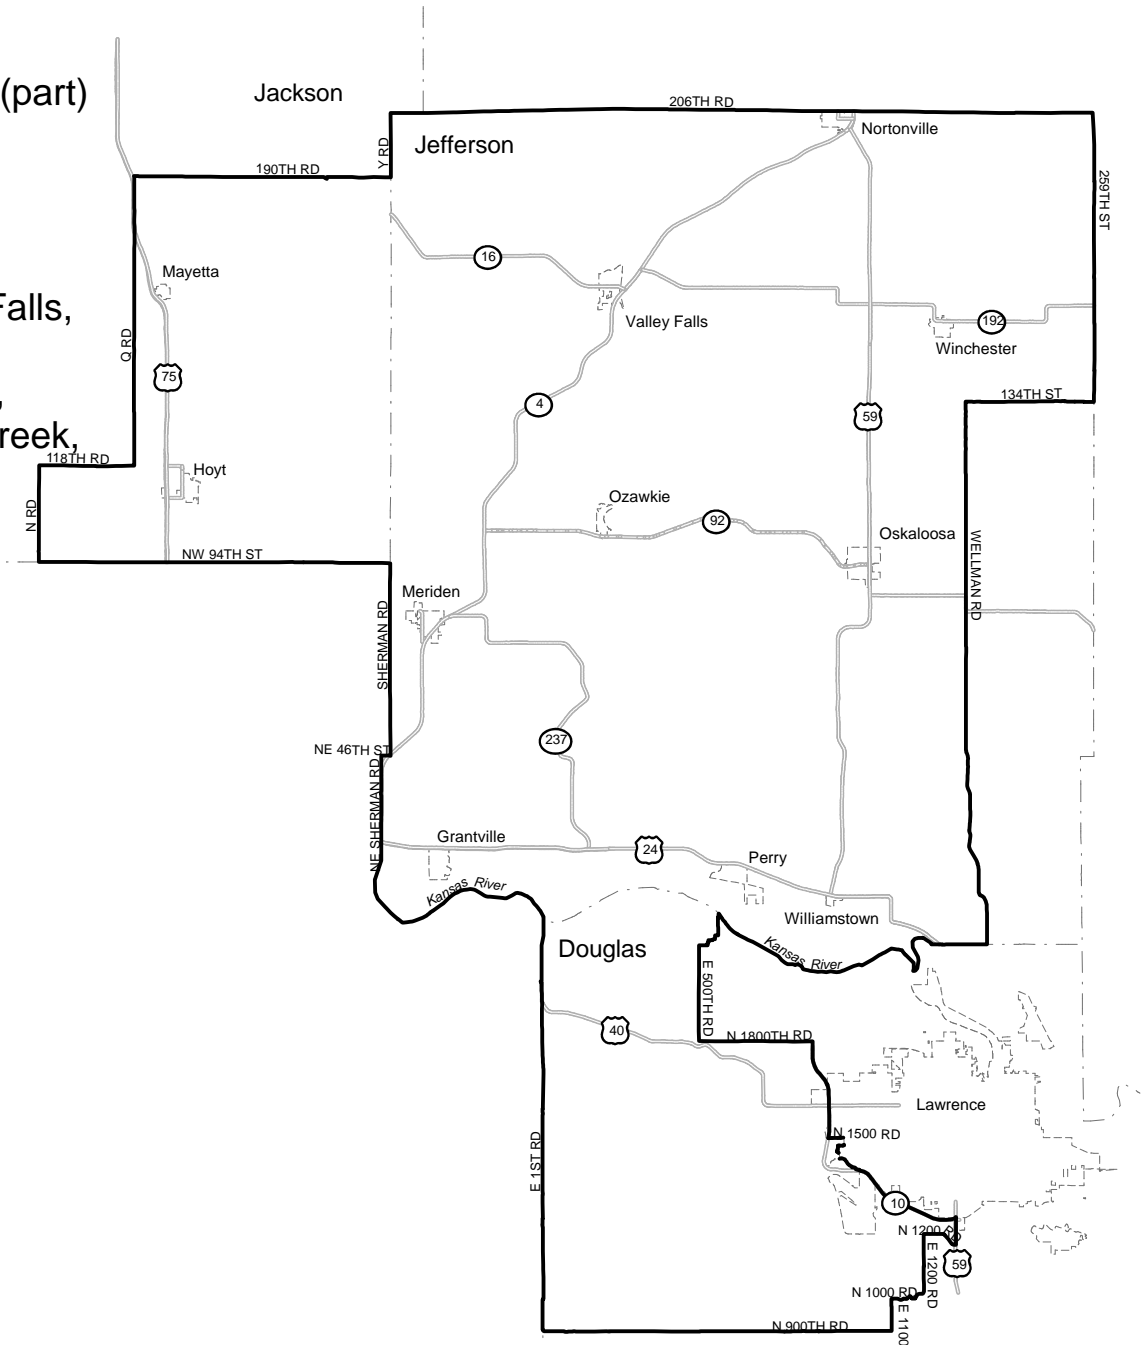 (part)
Jackson
206TH RD
Nortonville
Jefferson
Y RD
190TH RD
259TH ST
16
Mayetta
Falls,
Valley Falls
192
Winchester
Q RD
75
134TH ST
4
59
,
reek,
118TH RD
Hoyt
Ozawkie
92
Oskaloosa
N RD
NW 94TH ST
WELLMAN RD
Meriden
SHERMAN RD
237
NE 46TH ST
NE SHERMAN RD
Grantville
24
Perry
Kansas River
Williamstown
Douglas
Kansas River
E 500TH RD
40
N 1800TH RD
Lawrence
N 1500 RD
E 1ST RD
10
N 1200 RD
59
E 1200 RD
N 1000 RD
E 1100
N 900TH RD